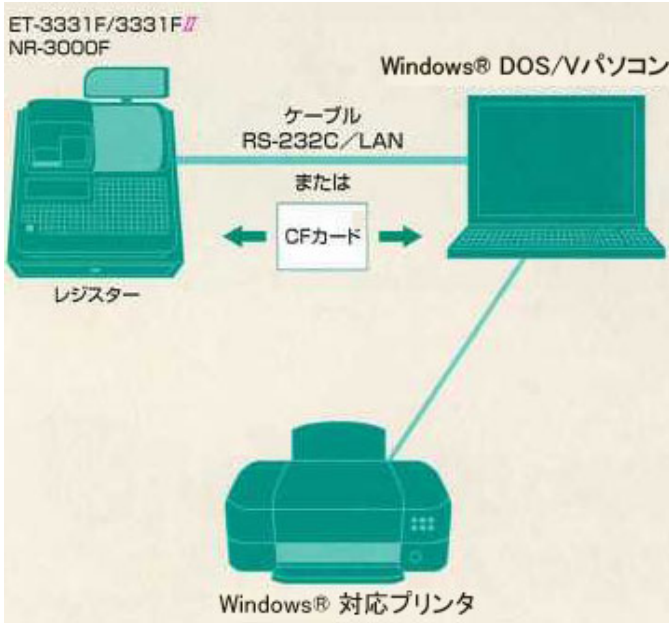 ET-3331F/3331FⅡ
NR-3000F
Windows® DOS/Vパソコン
ケーブル
RS-232C/LAN
または
CFカード
レジスター
Windows® 対応プリンタ